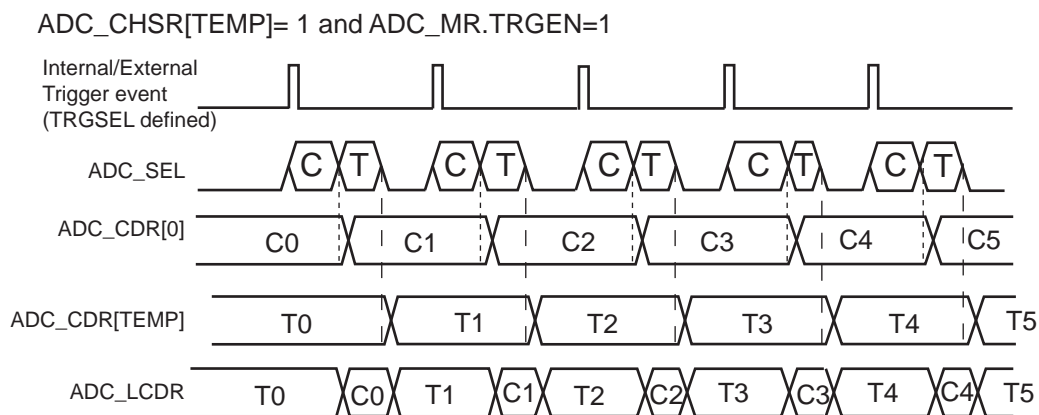 ADC_CHSR[TEMP]= 1 and ADC_MR.TRGEN=1
Internal/External
Trigger event
(TRGSEL defined)
ADC_SEL C T C T C T C T C T
ADC_CDR[0] C0 C1 C2 C3 C4 C5
ADC_CDR[TEMP] T0 T1 T2 T3 T4 T5
ADC_LCDR T0 C0 T1 C1 T2 C2 T3 C3 T4 C4 T5